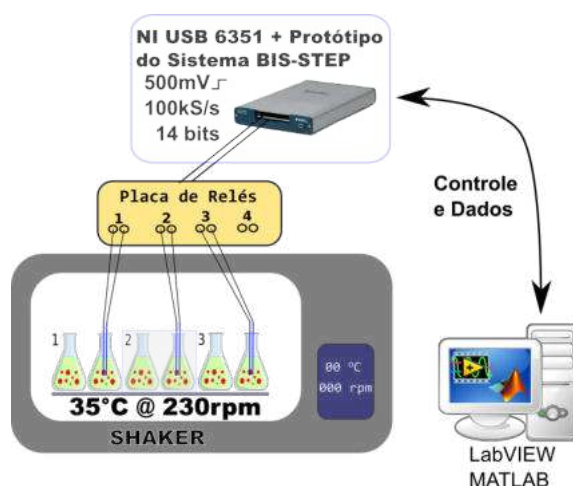 NI USB 6351 + Protótipo
do Sistema BIS-STEP
500mV
100kS/s
14 bits
Placa de Relés
1 2 3 4
Controle
e Dados
1 2 3
35°C @ 230rpm
00 ºC
000 rpm
SHAKER
LabVIEW
MATLAB